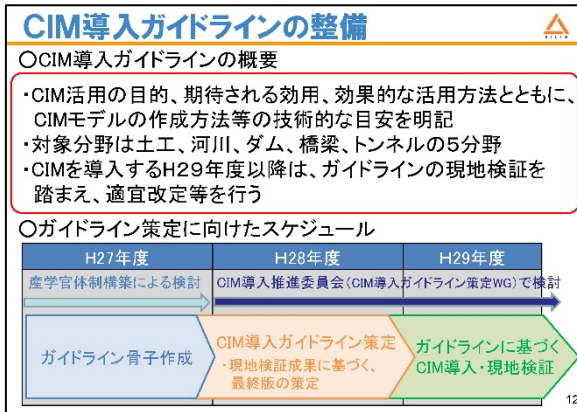 CIM導入ガイドラインの整備
NILIM
○CIM導入ガイドラインの概要
・CIM活用の目的、期待される効用、効果的な活用方法とともに、
CIMモデルの作成方法等の技術的な目安を明記
・対象分野は土工、河川、ダム、橋梁、トンネルの5分野
・CIMを導入するH29年度以降は、ガイドラインの現地検証を
踏まえ、適宜改定等を行う
○ガイドライン策定に向けたスケジュール
H27年度
H28年度
H29年度
産学官体制構築による検討
CIM導入推進委員会(CIM導入ガイドライン策定WG)で検討
ガイドライン骨子作成
CIM導入ガイドライン策定
・現地検証成果に基づく、
最終版の策定
ガイドラインに基づく
CIM導入・現地検証
12